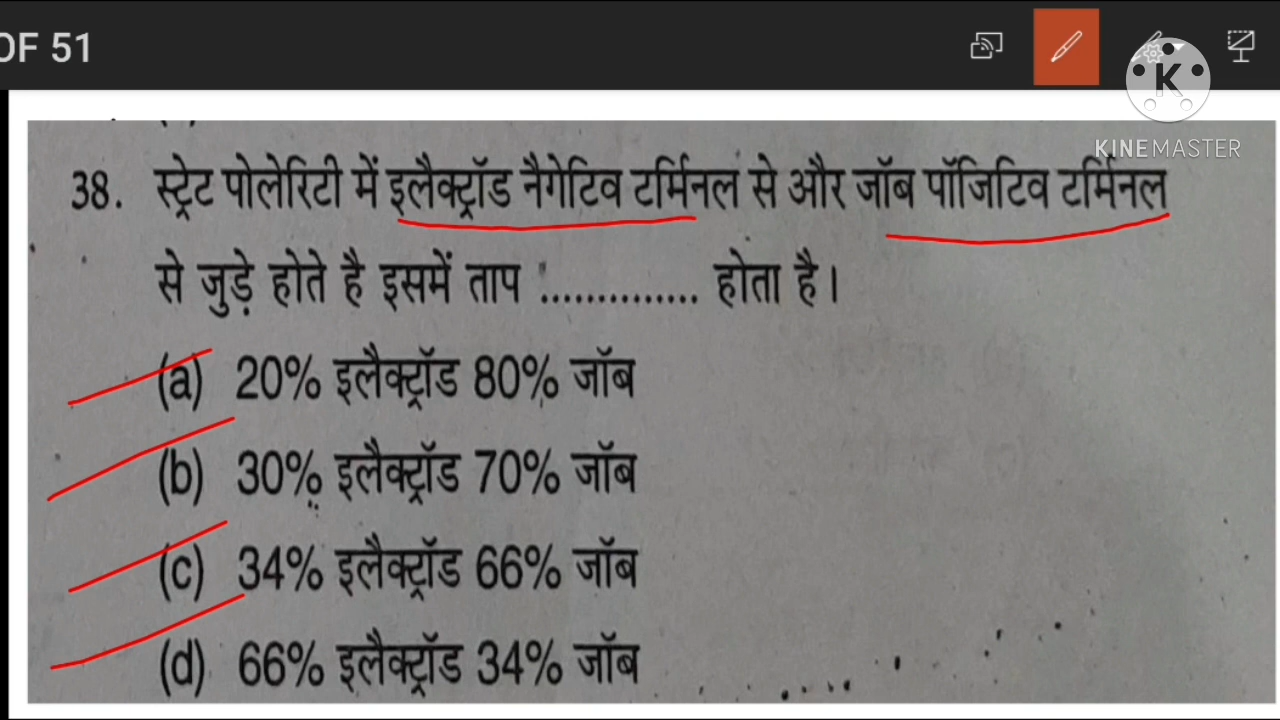 OF 51
K
KINEMASTER
38. स्ट्रेट पोलेरिटी में इलैक्ट्रॉड नैगेटिव टर्मिनल से और जॉब पॉजिटिव टर्मिनल
से जुड़े होते है इसमें ताप .............. होता है।
(a) 20% इलैक्ट्रॉड 80% जॉब
(b) 30% इलैक्ट्रॉड 70% जॉब
(c) 34% इलैक्ट्रॉड 66% जॉब
(d) 66% इलैक्ट्रॉड 34% जॉब